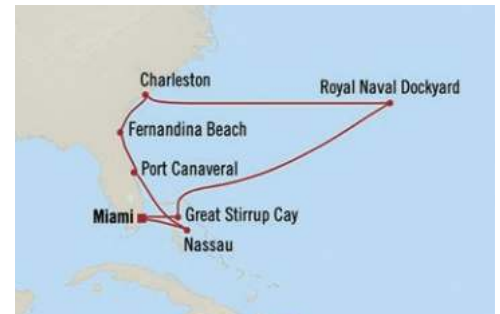 Charleston
Royal Naval Dockyard
Fernandina Beach
Port Canaveral
Miami
Great Stirrup Cay
Nassau